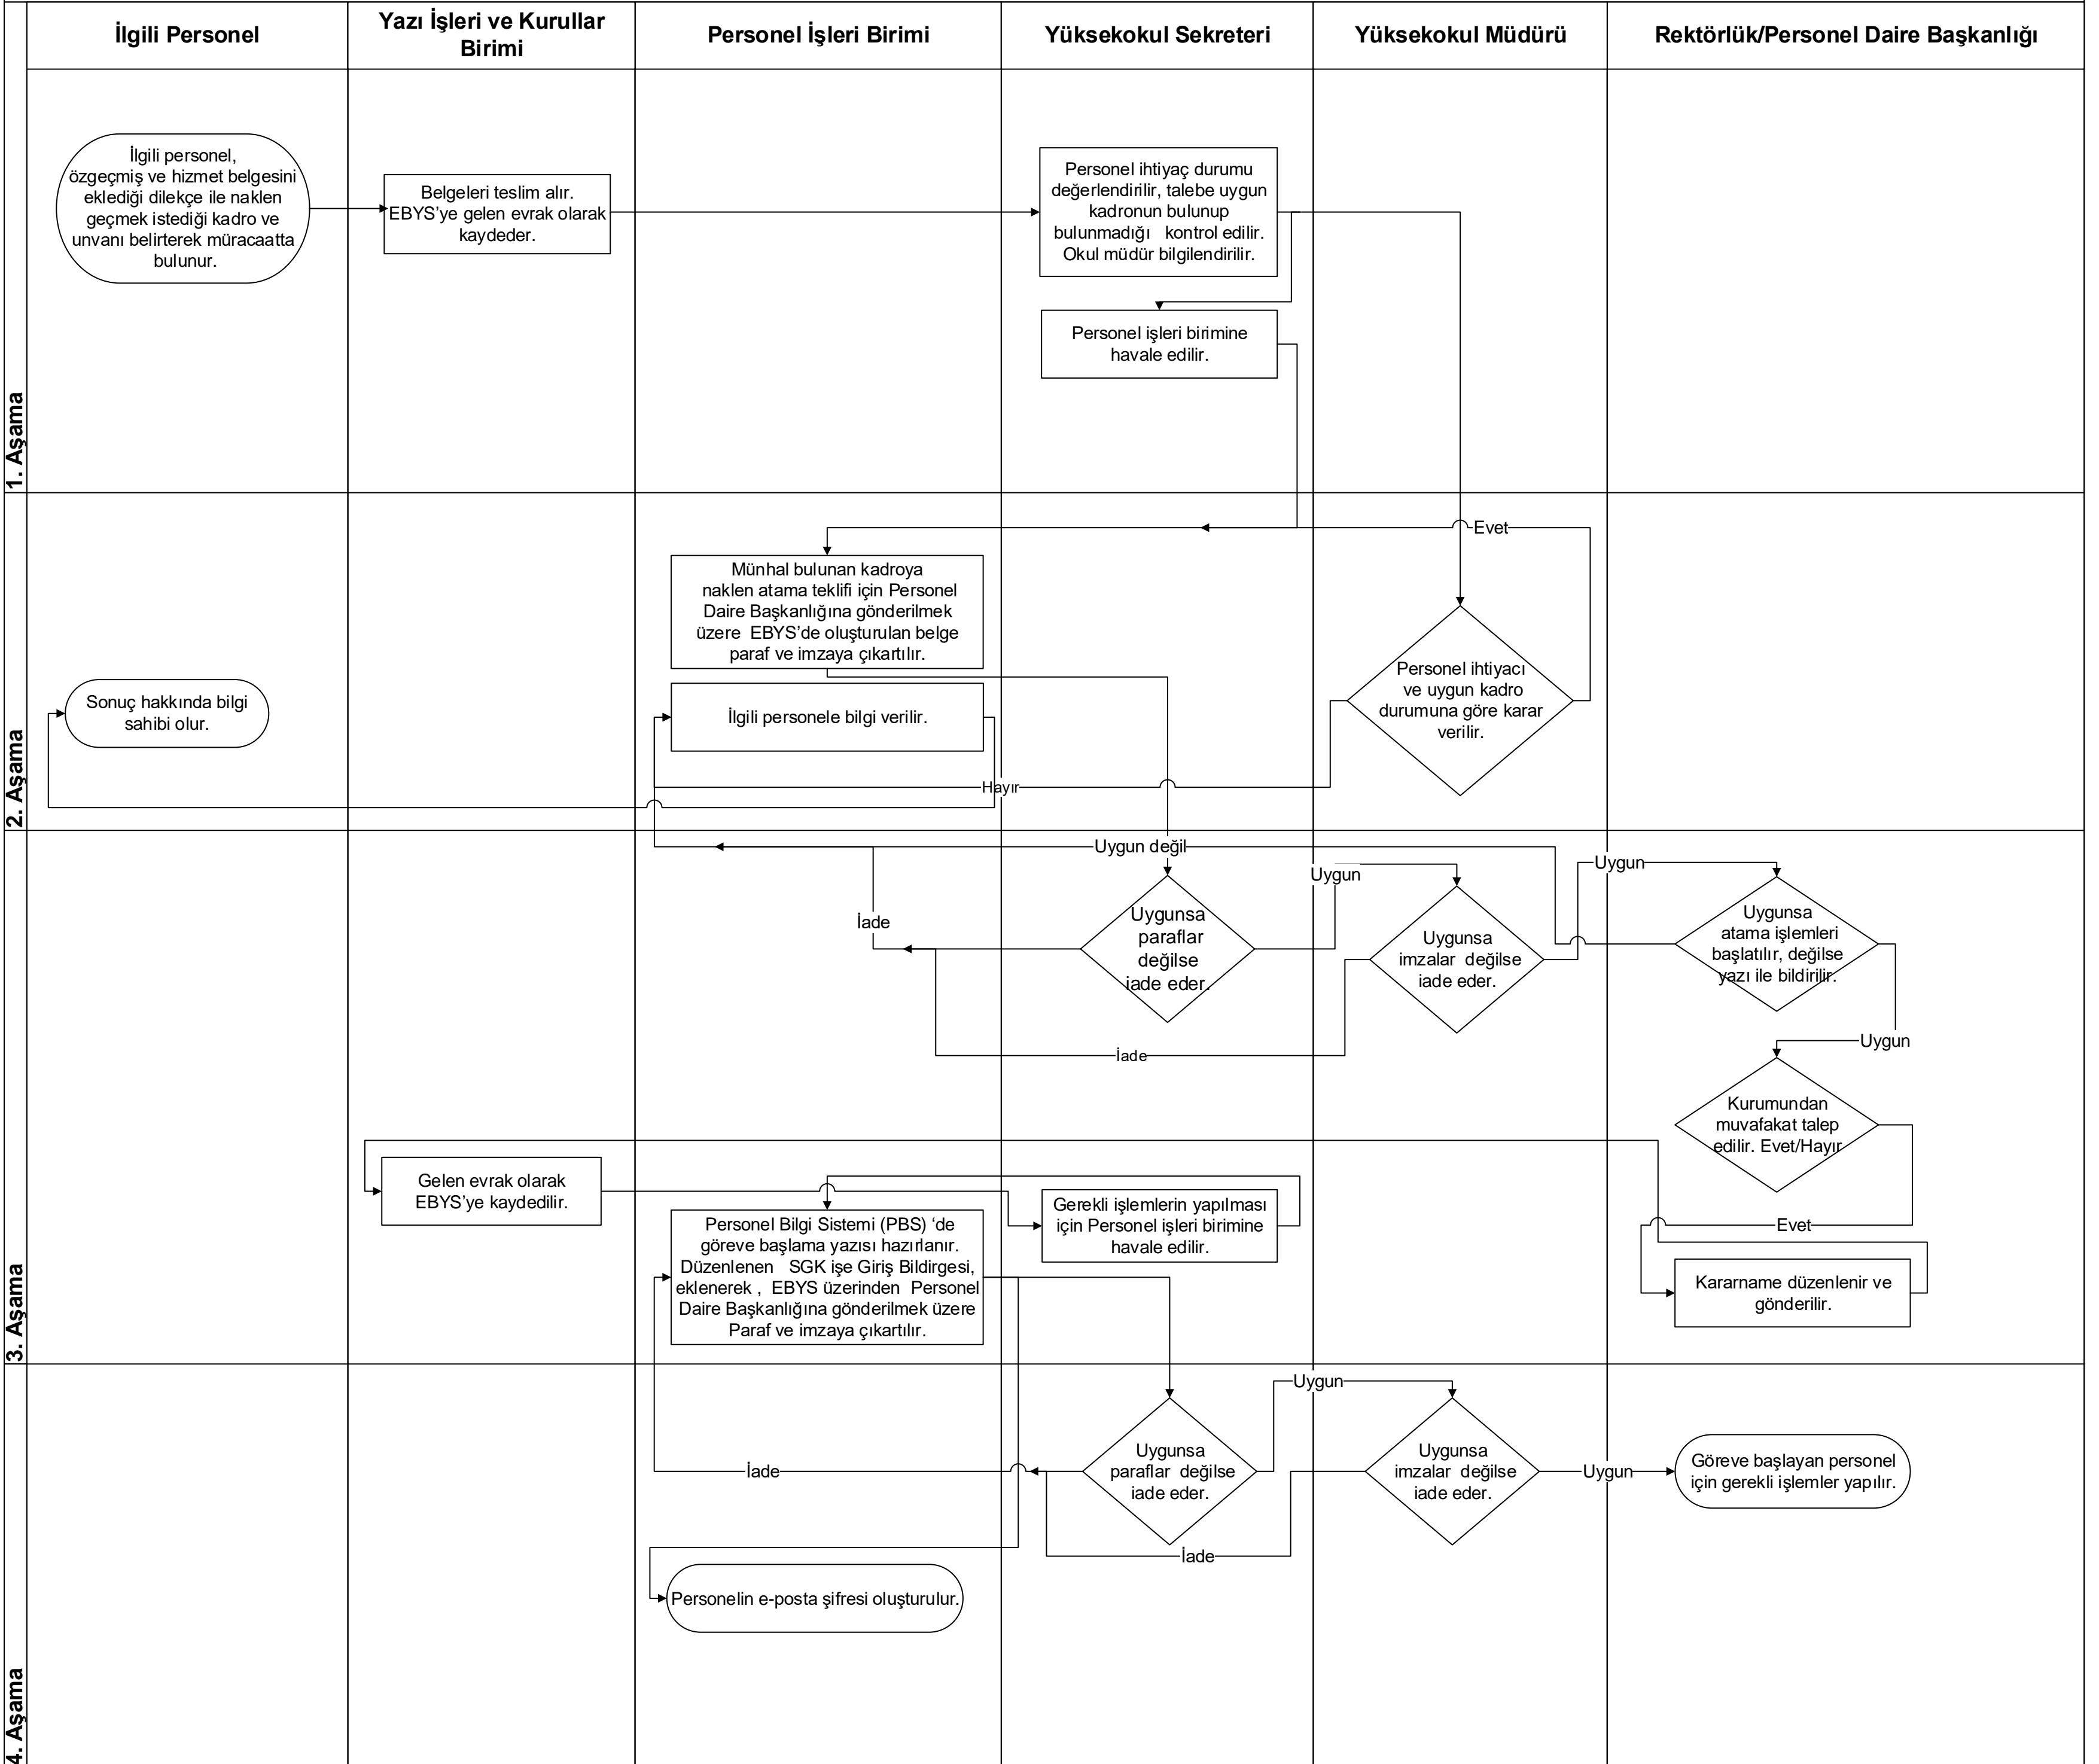 İlgili Personel
Yazı İşleri ve Kurullar
Birimi
Personel İşleri Birimi
Yüksekokul Sekreteri
Yüksekokul Müdürü
Rektörlük/Personel Daire Başkanlığı
1. Aşama
İlgili personel,
özgeçmiş ve hizmet belgesini
eklediği dilekçe ile naklen
geçmek istediği kadro ve
unvanı belirterek müracaatta
bulunur.
Belgeleri teslim alır.
EBYS’ye gelen evrak olarak
kaydeder.
Personel ihtiyaç durumu
değerlendirilir, talebe uygun
kadronun bulunup
bulunmadığı kontrol edilir.
Okul müdür bilgilendirilir.
Personel işleri birimine
havale edilir.
2. Aşama
Evet
Münhal bulunan kadroya
naklen atama teklifi için Personel
Daire Başkanlığına gönderilmek
üzere EBYS’de oluşturulan belge
paraf ve imzaya çıkartılır.
Personel ihtiyacı
ve uygun kadro
durumuna göre karar
verilir.
Sonuç hakkında bilgi
sahibi olur.
İlgili personele bilgi verilir.
Hayır
3. Aşama
Uygun değil
Uygun
Uygun
İade
Uygunsa
paraflar
değilse
iade eder.
Uygunsa
imzalar değilse
iade eder.
Uygunsa
atama işlemleri
başlatılır, değilse
yazı ile bildirilir.
İade
Uygun
Kurumundan
muvafakat talep
edilir. Evet/Hayır
Gelen evrak olarak
EBYS’ye kaydedilir.
Gerekli işlemlerin yapılması
için Personel işleri birimine
havale edilir.
Evet
Personel Bilgi Sistemi (PBS) ‘de
göreve başlama yazısı hazırlanır.
Düzenlenen SGK işe Giriş Bildirgesi,
eklenerek , EBYS üzerinden Personel
Daire Başkanlığına gönderilmek üzere
Paraf ve imzaya çıkartılır.
Kararname düzenlenir ve
gönderilir.
4. Aşama
Uygun
İade
Uygunsa
paraflar değilse
iade eder.
Uygunsa
imzalar değilse
iade eder.
Uygun
Göreve başlayan personel
için gerekli işlemler yapılır.
İade
Personelin e-posta şifresi oluşturulur.